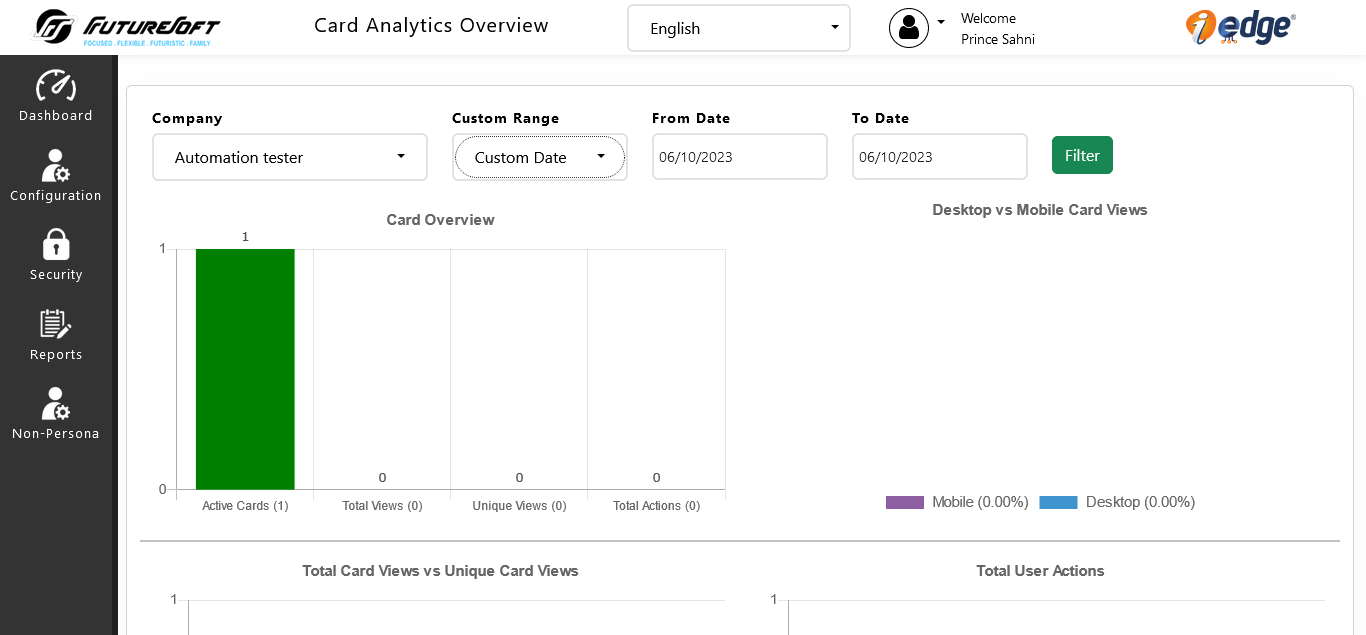 FUTURESOFT
FOCUSED . FLEXIBLE . FUTURISTIC . FAMILY
Card Analytics Overview
English
Welcome
Prince Sahni
iedge®
Dashboard
Configuration
Security
Reports
Non-Persona
Company
Custom Range
From Date
To Date
Automation tester
Custom Date
06/10/2023
06/10/2023
Filter
Card Overview
1
1
0
0
0
0
Active Cards (1)
Total Views (0)
Unique Views (0)
Total Actions (0)
Desktop vs Mobile Card Views
Mobile (0.00%)
Desktop (0.00%)
Total Card Views vs Unique Card Views
1
Total User Actions
1